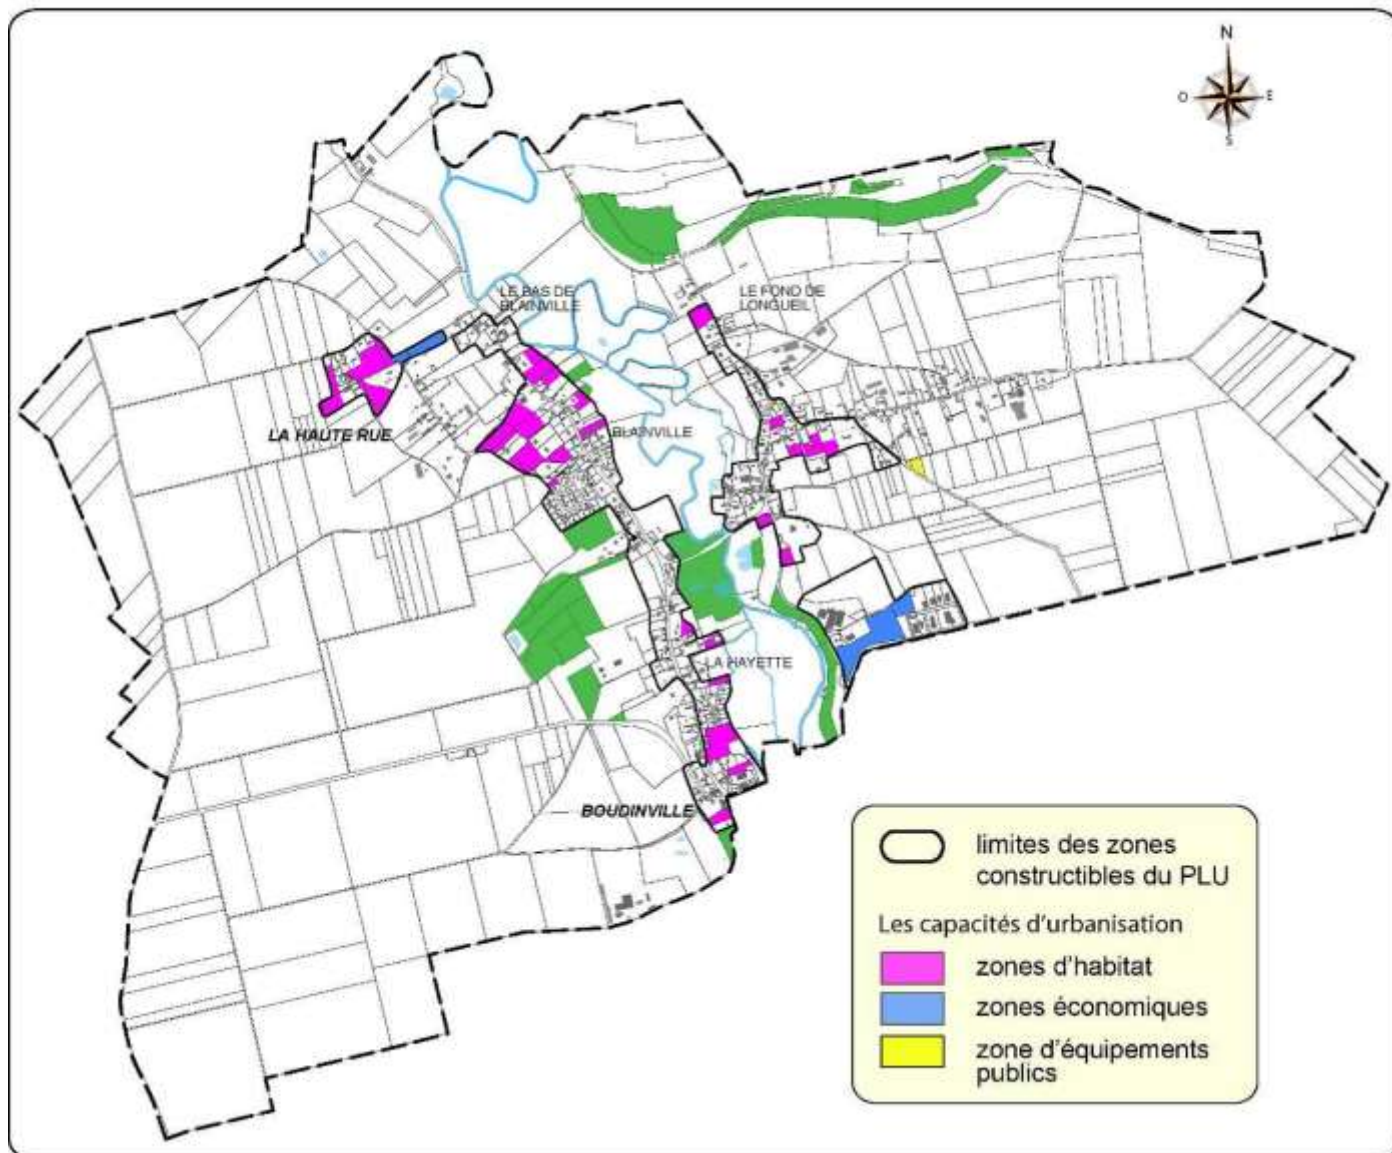 N
O
E
S
LE PAS DE
BLAINVILLE
LE FOND DE
LONGUEIL
LA HAUTE RUE
BLAINVILLE
LA HAYETTE
BOUDINVILLE
limites des zones
constructibles du PLU
Les capacités d'urbanisation
zones d'habitat
zones économiques
zone d'équipements
publics